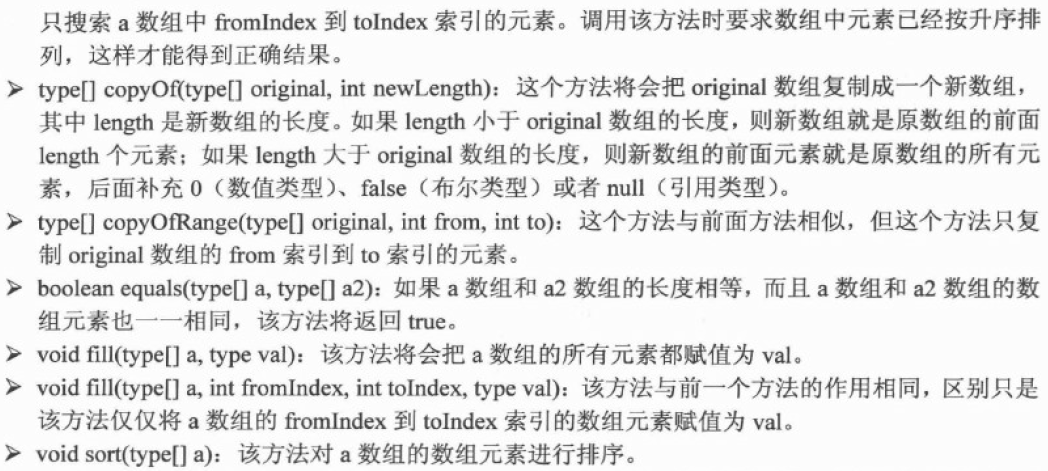 只搜索 a 数组中 fromIndex 到 toIndex 索引的元素。调用该方法时要求数组中元素已经按升序排
列，这样才能得到正确结果。
➢ type[] copyOf(type[] original, int newLength)：这个方法将会把 original 数组复制成一个新数组，
其中 length 是新数组的长度。如果 length 小于 original 数组的长度，则新数组就是原数组的前面
length 个元素；如果 length 大于 original 数组的长度，则新数组的前面元素就是原数组的所有元
素，后面补充 0（数值类型）、false（布尔类型）或者 null（引用类型）。
➢ type[] copyOfRange(type[] original, int from, int to)：这个方法与前面方法相似，但这个方法只复
制 original 数组的 from 索引到 to 索引的元素。
➢ boolean equals(type[] a, type[] a2)：如果 a 数组和 a2 数组的长度相等，而且 a 数组和 a2 数组的数
组元素也一一相同，该方法将返回 true。
➢ void fill(type[] a, type val)：该方法将会把 a 数组的所有元素都赋值为 val。
➢ void fill(type[] a, int fromIndex, int toIndex, type val)：该方法与前一个方法的作用相同，区别只是
该方法仅仅将 a 数组的 fromIndex 到 toIndex 索引的数组元素赋值为 val。
➢ void sort(type[] a)：该方法对 a 数组的数组元素进行排序。